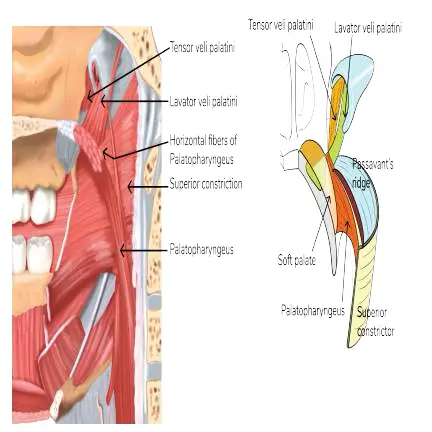 Tensor veli palatini
Lavator veli palatini
Horizontal fibers of
Palatopharyngeus
Superior constriction
Palatopharyngeus
Tensor veli palatini
Lavator veli palatini
Passavant's
ridge
Soft palate
Palatopharyngeus
Superior
constrictor